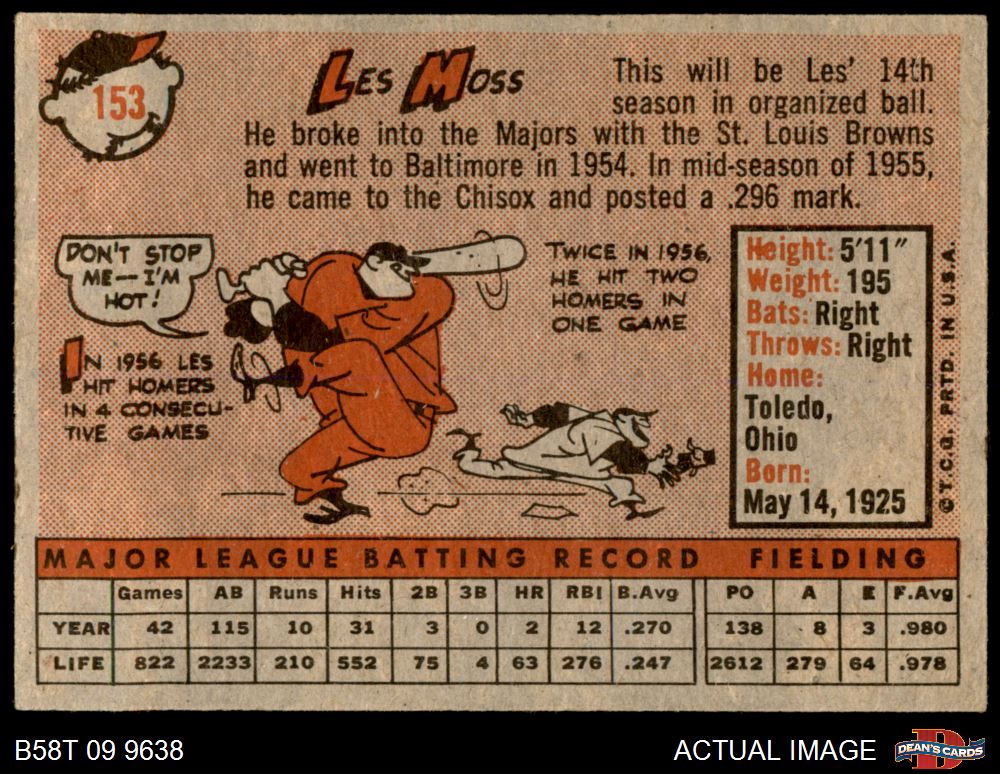 153
LES MOSS
This will be Les' 14th
season in organized ball.
He broke into the Majors with the St. Louis Browns
and went to Baltimore in 1954. In mid-season of 1955,
he came to the Chisox and posted a .296 mark.
DON'T STOP
ME—I'M
HOT!
IN 1956 LES
HIT HOMERS
IN 4 CONSECU-
TIVE GAMES
TWICE IN 1956,
HE HIT TWO
HOMERS IN
ONE GAME
Height: 5'11"
Weight: 195
Bats: Right
Throws: Right
Home:
Toledo,
Ohio
Born:
May 14, 1925
© T.C.G. PRTD. IN U.S.A.
MAJOR LEAGUE BATTING RECORD FIELDING
Games AB Runs Hits 2B 3B HR RBI B.Avg PO A E F.Avg
YEAR 42 115 10 31 3 0 2 12 .270 138 8 3 .980
LIFE 822 2233 210 552 75 4 63 276 .247 2612 279 64 .978
B58T 09 9638
ACTUAL IMAGE
DEAN'S CARDS